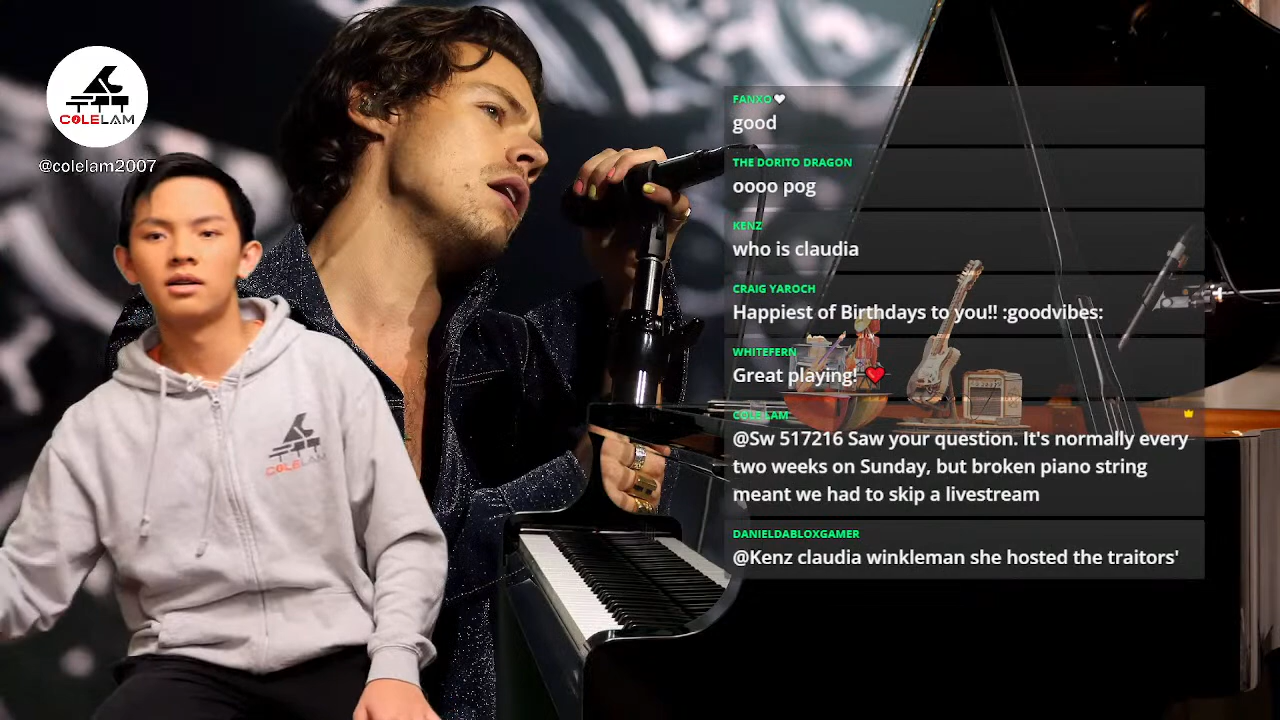 COLELAM
@colelam2007
COLELAM
FANXO🤍
good
THE DORITO DRAGON
oooo pog
KENZ
who is claudia
CRAIG YAROCH
Happiest of Birthdays to you!! :goodvibes:
WHITEFERN
Great playing! ❤️
COLE LAM
@Sw 517216 Saw your question. It's normally every
two weeks on Sunday, but broken piano string
meant we had to skip a livestream
DANIELDABLOXGAMER
@Kenz claudia winkleman she hosted the traitors'